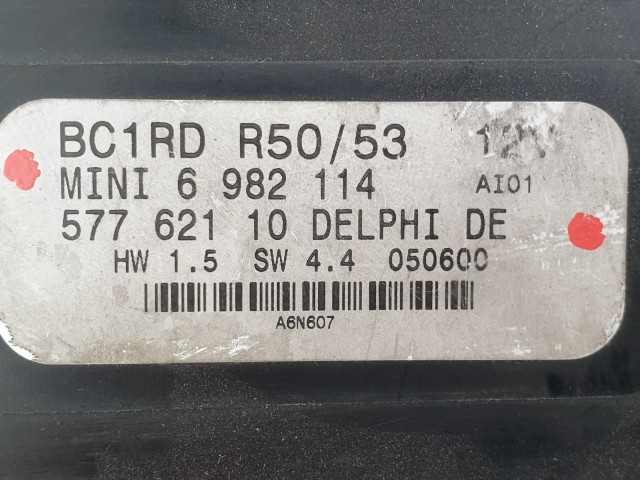 BC1RD R50/53 12V
MINI 6 982 114 AI01
577 621 10 DELPHI DE
HW 1.5 SW 4.4 050600
A6N607